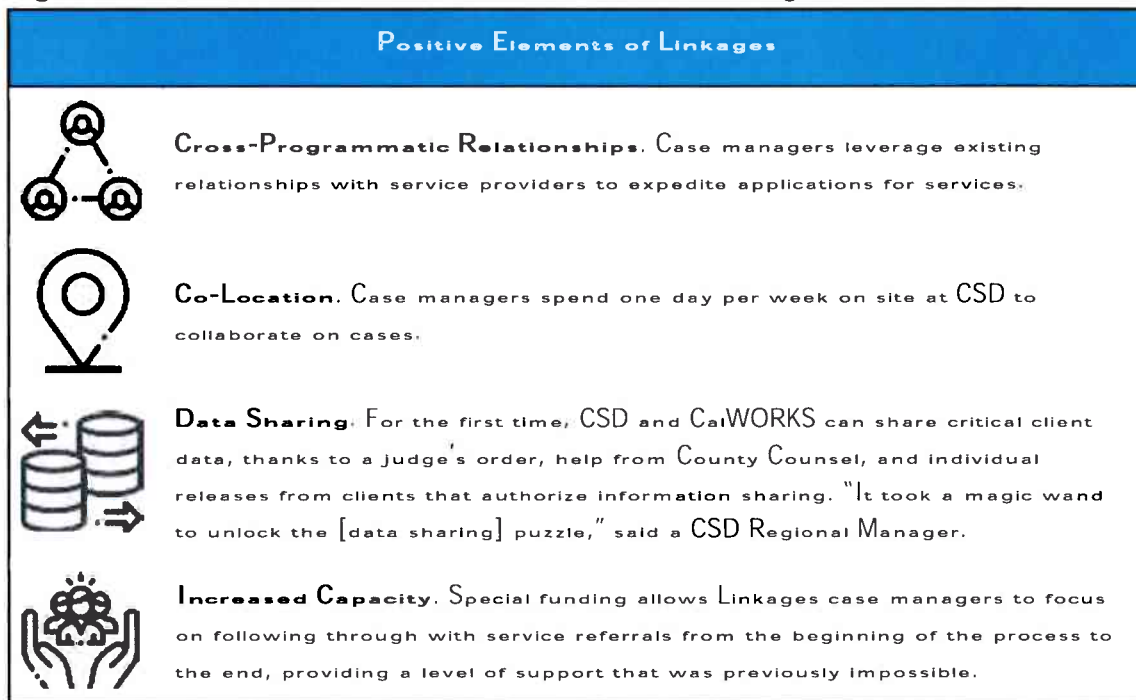 Positive Elements of Linkages
Cross-Programmatic Relationships. Case managers leverage existing
relationships with service providers to expedite applications for services.
Co-Location. Case managers spend one day per week on site at CSD to
collaborate on cases.
Data Sharing. For the first time, CSD and CalWORKS can share critical client
data, thanks to a judge's order, help from County Counsel, and individual
releases from clients that authorize information sharing. "It took a magic wand
to unlock the [data sharing] puzzle," said a CSD Regional Manager.
Increased Capacity. Special funding allows Linkages case managers to focus
on following through with service referrals from the beginning of the process to
the end, providing a level of support that was previously impossible.